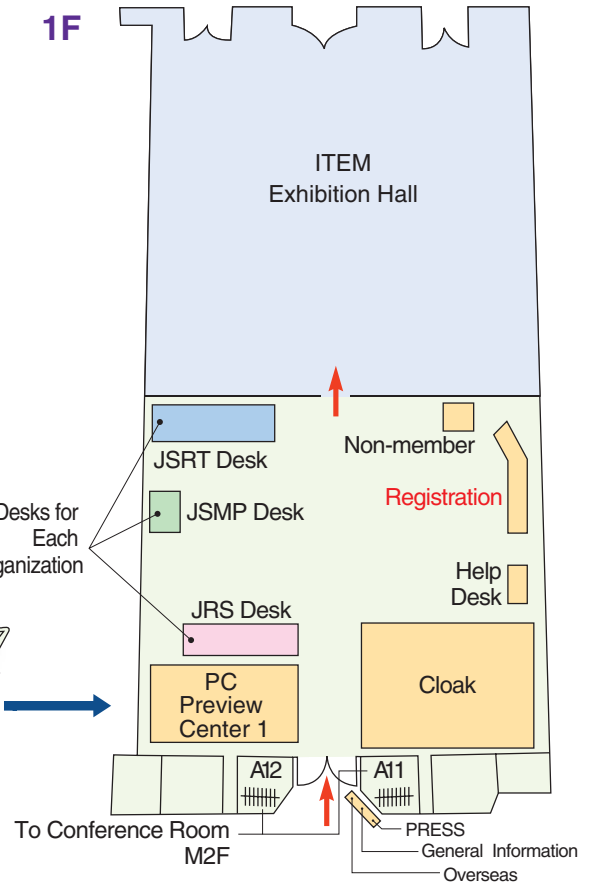 1F
ITEM
Exhibition Hall
JSRT Desk
Non-member
Registration
JSMP Desk
Desks for
Each
ganization
Help
Desk
JRS Desk
PC
Preview
Center 1
Cloak
A12
A11
To Conference Room
M2F
PRESS
General Information
Overseas